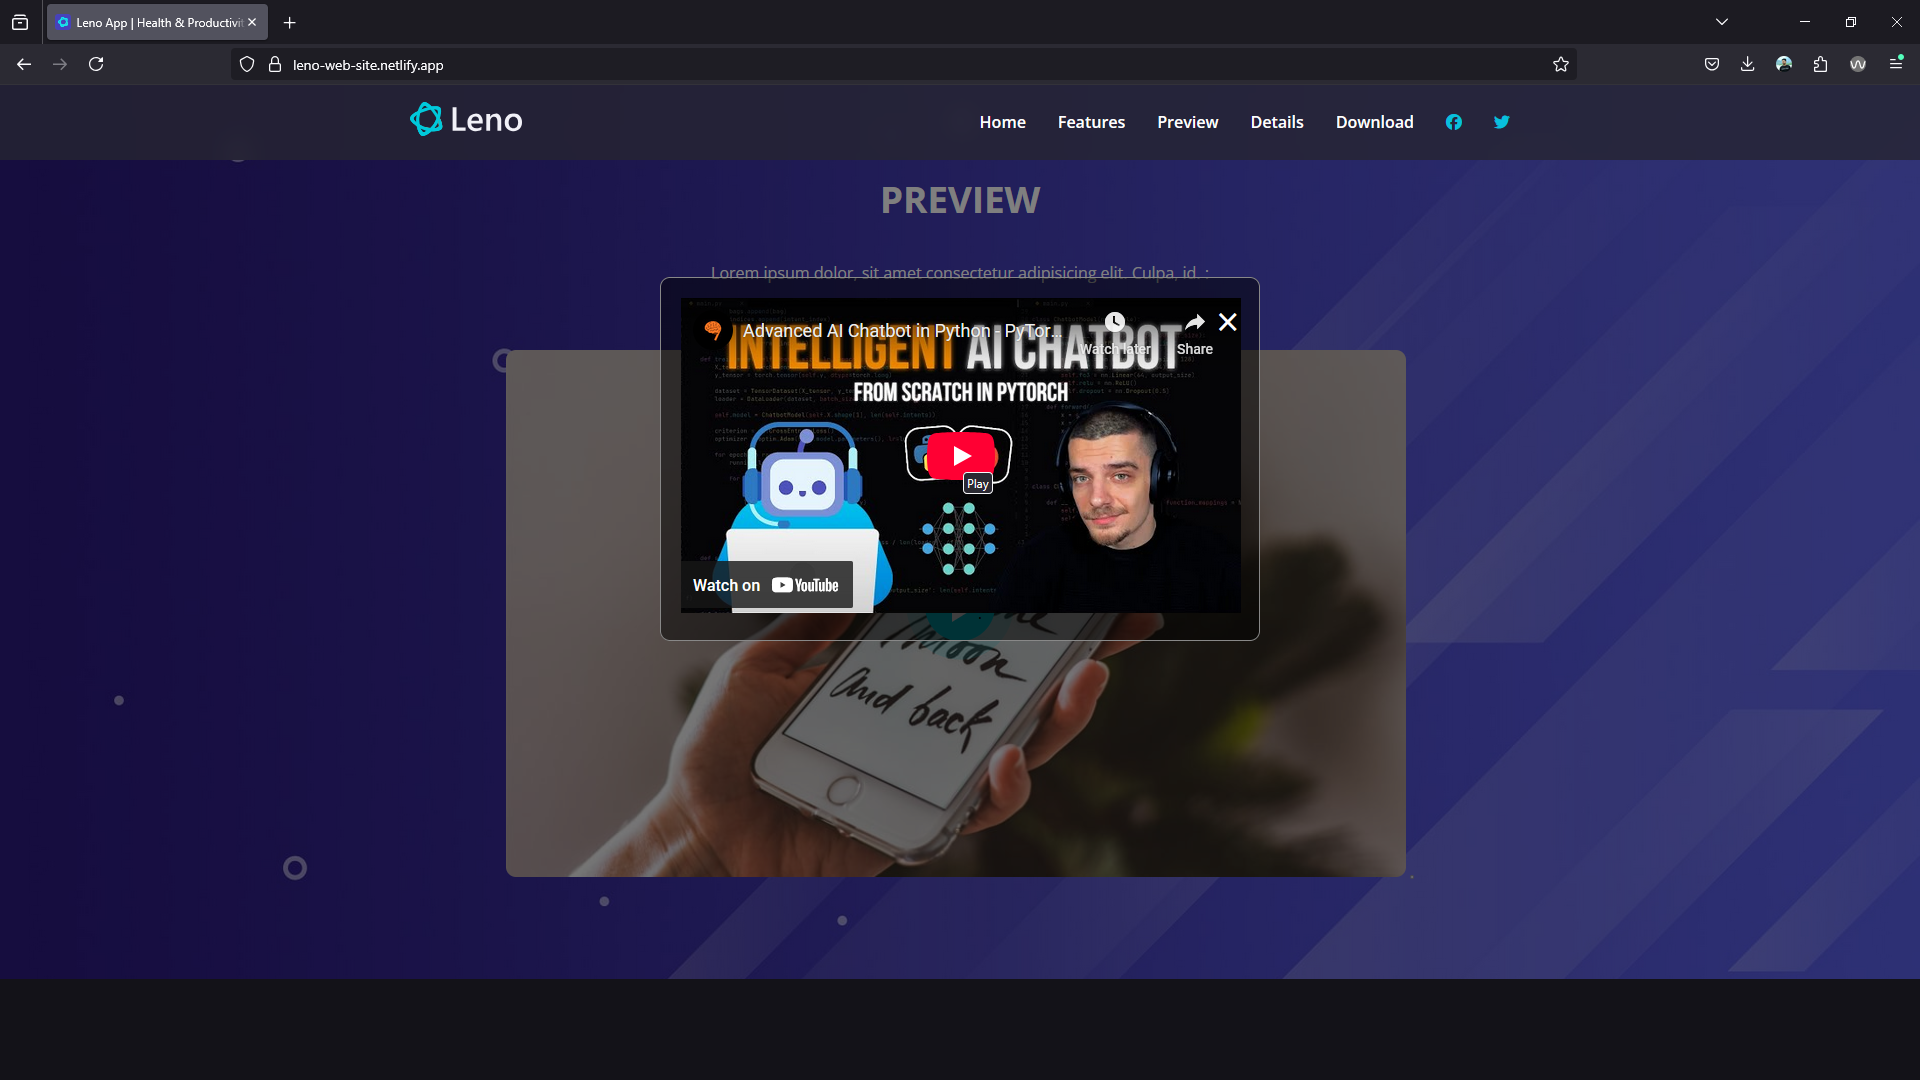 Leno App | Health & Productivit
leno-web-site.netlify.app
Leno
Home
Features
Preview
Details
Download
PREVIEW
Lorem ipsum dolor, sit amet consectetur adipisicing elit. Culpa, id. :
Advanced AI Chatbot in Python - PyTor...
Watch later
Share
INTELLIGENT AI CHATBOT
FROM SCRATCH IN PYTORCH
Play
Watch on YouTube
moon
and back